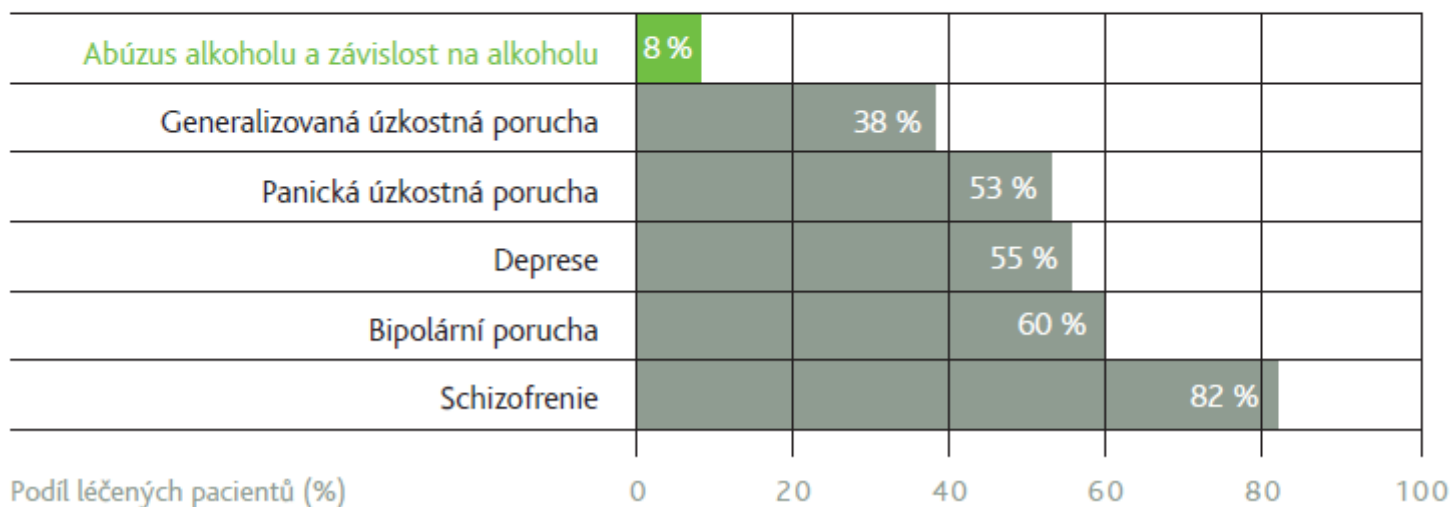 Abúzus alkoholu a závislost na alkoholu 8 %
Generalizovaná úzkostná porucha 38 %
Panická úzkostná porucha 53 %
Deprese 55 %
Bipolární porucha 60 %
Schizofrenie 82 %
Podíl léčených pacientů (%) 0 20 40 60 80 100